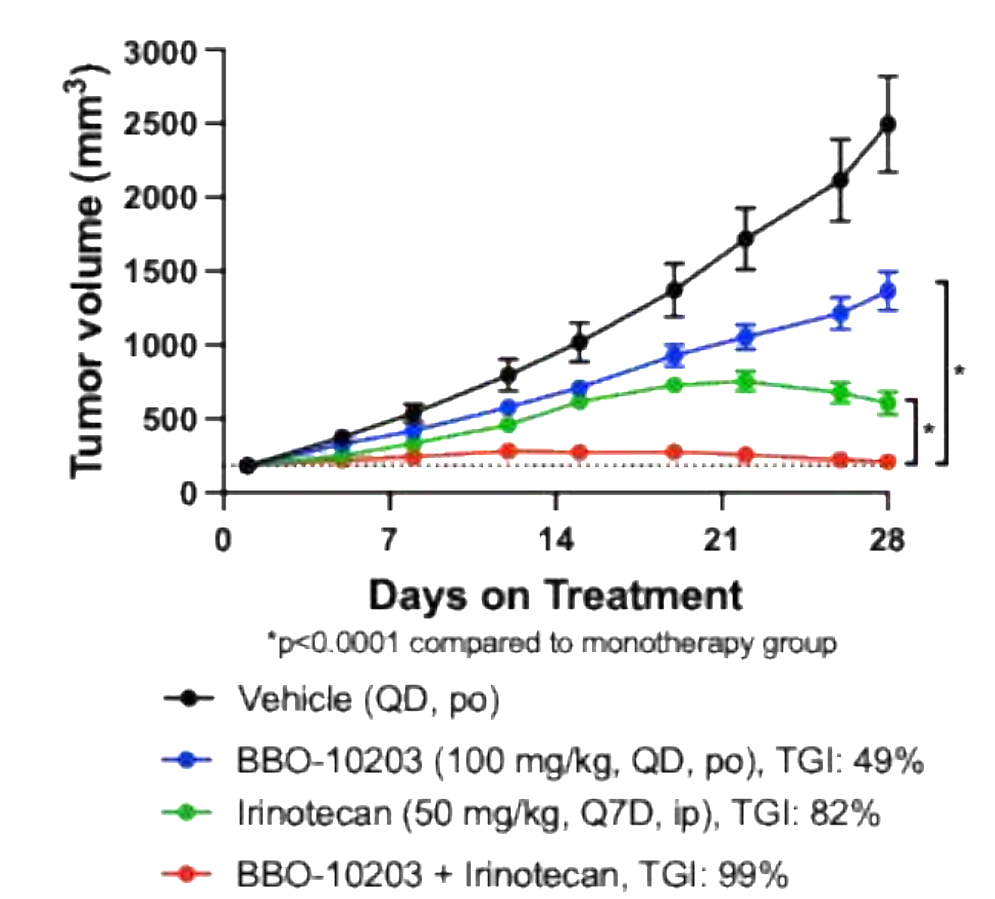 Tumor volume (mm³)
3000
2500
2000
1500
1000
500
0
*
*
0 7 14 21 28
Days on Treatment
*p<0.0001 compared to monotherapy group
Vehicle (QD, po)
BBO-10203 (100 mg/kg, QD, po), TGI: 49%
Irinotecan (50 mg/kg, Q7D, ip), TGI: 82%
BBO-10203 + Irinotecan, TGI: 99%